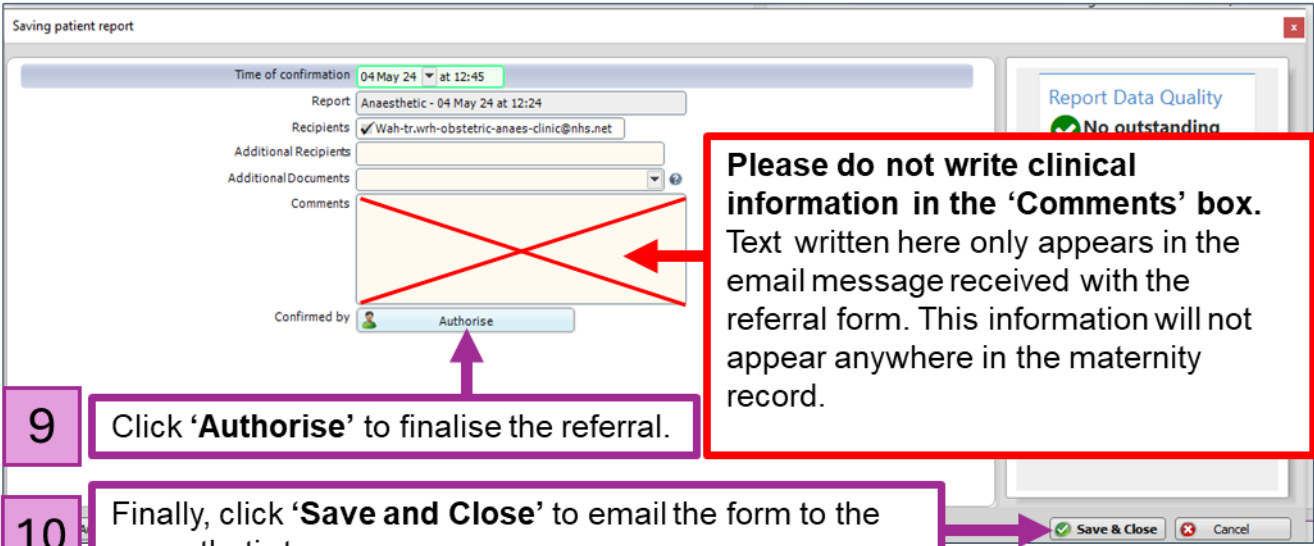 Saving patient report
x
Time of confirmation 04 May 24 at 12:45
Report Anaesthetic - 04 May 24 at 12:24
Recipients Wah-tr.wrh-obstetric-anaes-clinic@nhs.net
Additional Recipients
Additional Documents
Comments
Confirmed by Authorise
Report Data Quality
No outstanding
Please do not write clinical
information in the ‘Comments’ box.
Text written here only appears in the
email message received with the
referral form. This information will not
appear anywhere in the maternity
record.
9
Click ‘Authorise’ to finalise the referral.
10
Finally, click ‘Save and Close’ to email the form to the
Save & Close
Cancel